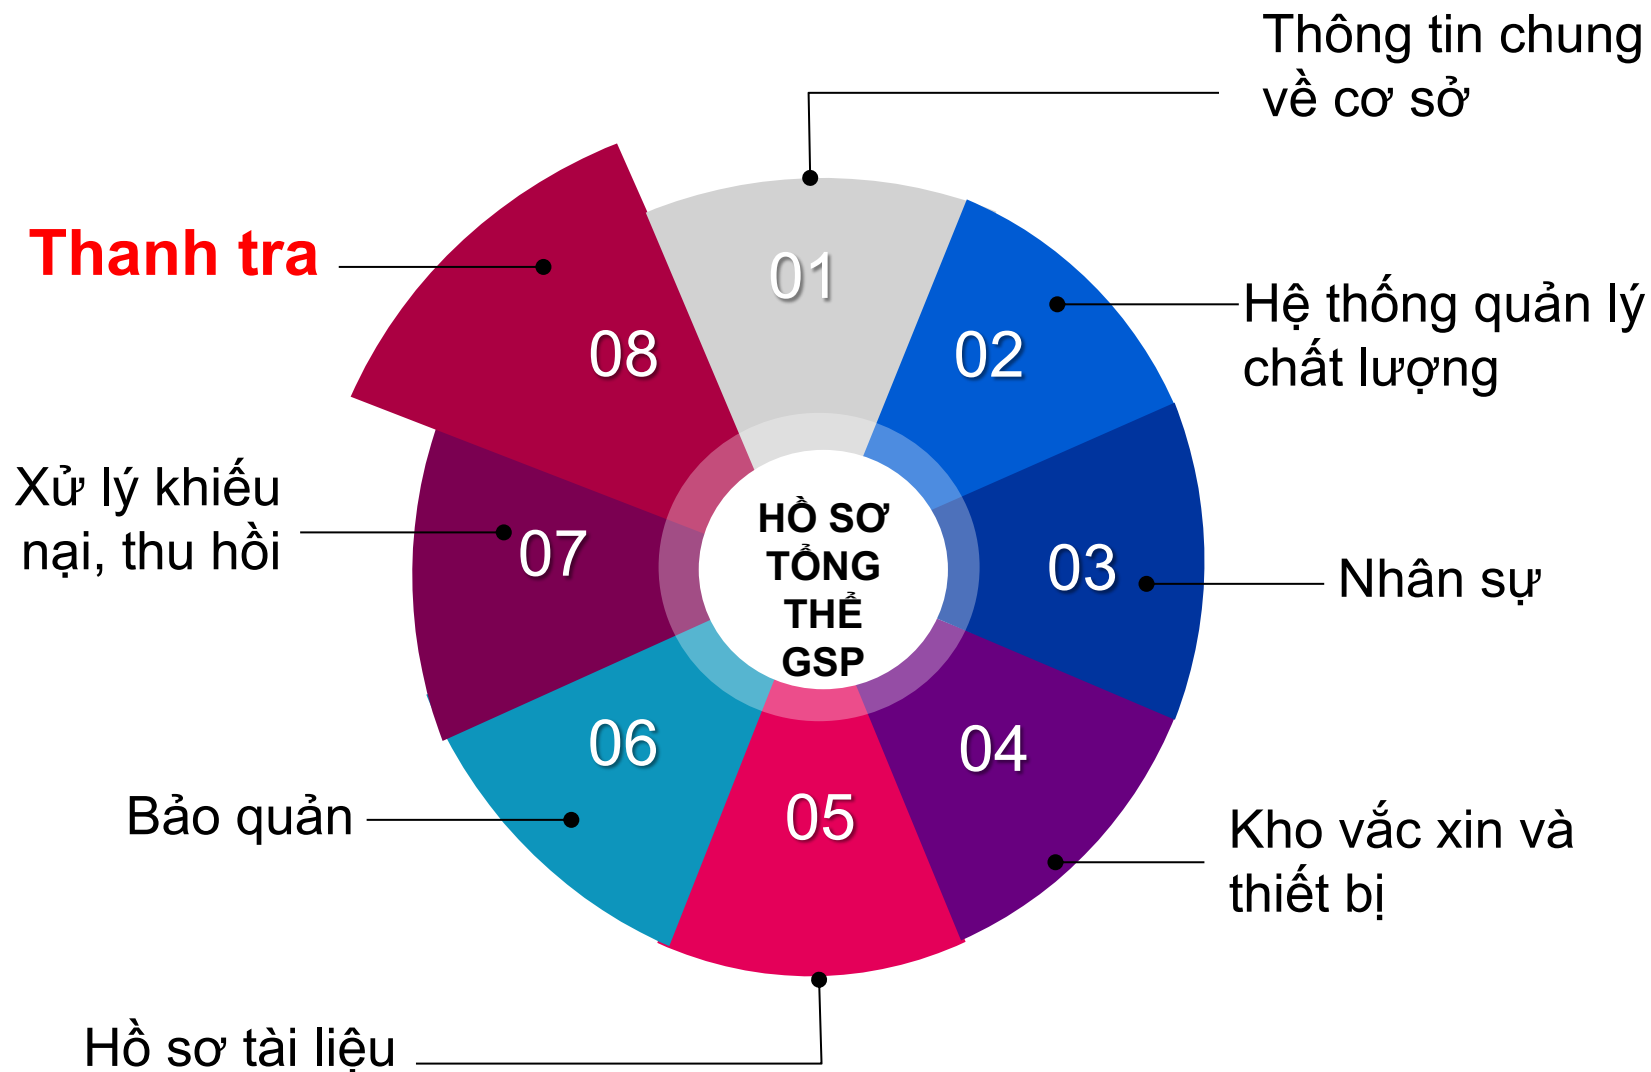 Thông tin chung
về cơ sở
01
Thanh tra
08
02
Hệ thống quản lý
chất lượng
Xử lý khiếu
nại, thu hồi
07
HỒ SƠ
TỔNG
THỂ
GSP
03
Nhân sự
06
04
Bảo quản
05
Kho vắc xin và
thiết bị
Hồ sơ tài liệu